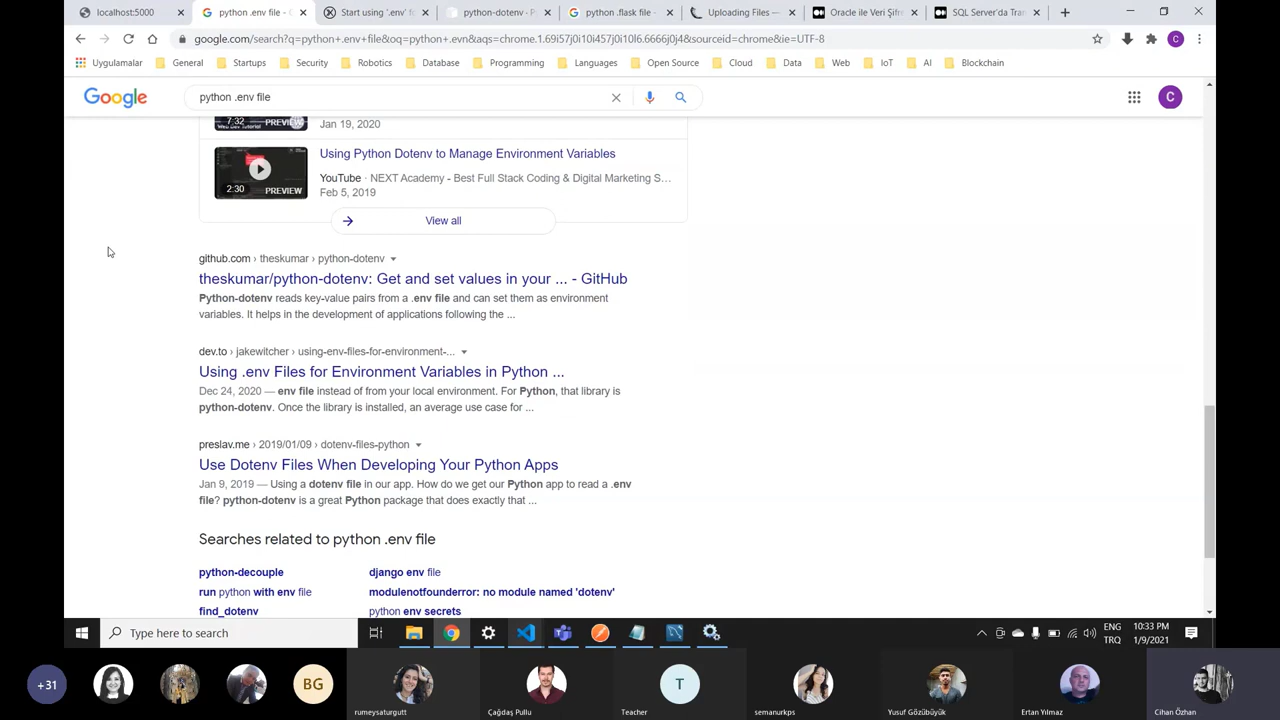 localhost:5000
python .env file - G
Start using '.env' fo
python-dotenv · P
python .flask file -
Uploading Files —
Oracle ile Veri Şifre
SQL Server'da Tra
google.com/search?q=python+.env+file&oq=python+.evn&aqs=chrome.1.69i57j0i10i457j0i10l6.6666j0j4&sourceid=chrome&ie=UTF-8
Uygulamalar
General
Startups
Security
Robotics
Database
Programming
Languages
Open Source
Cloud
Data
Web
IoT
AI
Blockchain
Google
python .env file
C
7:32 PREVIEW
Jan 19, 2020
Using Python Dotenv to Manage Environment Variables
YouTube · NEXT Academy - Best Full Stack Coding & Digital Marketing S...
Feb 5, 2019
2:30 PREVIEW
View all
github.com › theskumar › python-dotenv
theskumar/python-dotenv: Get and set values in your ... - GitHub
Python-dotenv reads key-value pairs from a .env file and can set them as environment
variables. It helps in the development of applications following the ...
dev.to › jakewitcher › using-env-files-for-environment-...
Using .env Files for Environment Variables in Python ...
Dec 24, 2020 — env file instead of from your local environment. For Python, that library is
python-dotenv. Once the library is installed, an average use case for ...
preslav.me › 2019/01/09 › dotenv-files-python
Use Dotenv Files When Developing Your Python Apps
Jan 9, 2019 — Using a dotenv file in our app. How do we get our Python app to read a .env
file? python-dotenv is a great Python package that does exactly that ...
Searches related to python .env file
python-decouple
django env file
run python with env file
modulenotfounderror: no module named 'dotenv'
find_dotenv
python env secrets
Type here to search
ENG
TRQ
10:33 PM
1/9/2021
+31
BG
rumeysaturgutt
Çağdaş Pullu
T
Teacher
semanurkps
Yusuf Gözübüyük
Ertan Yılmaz
Cihan Özhan